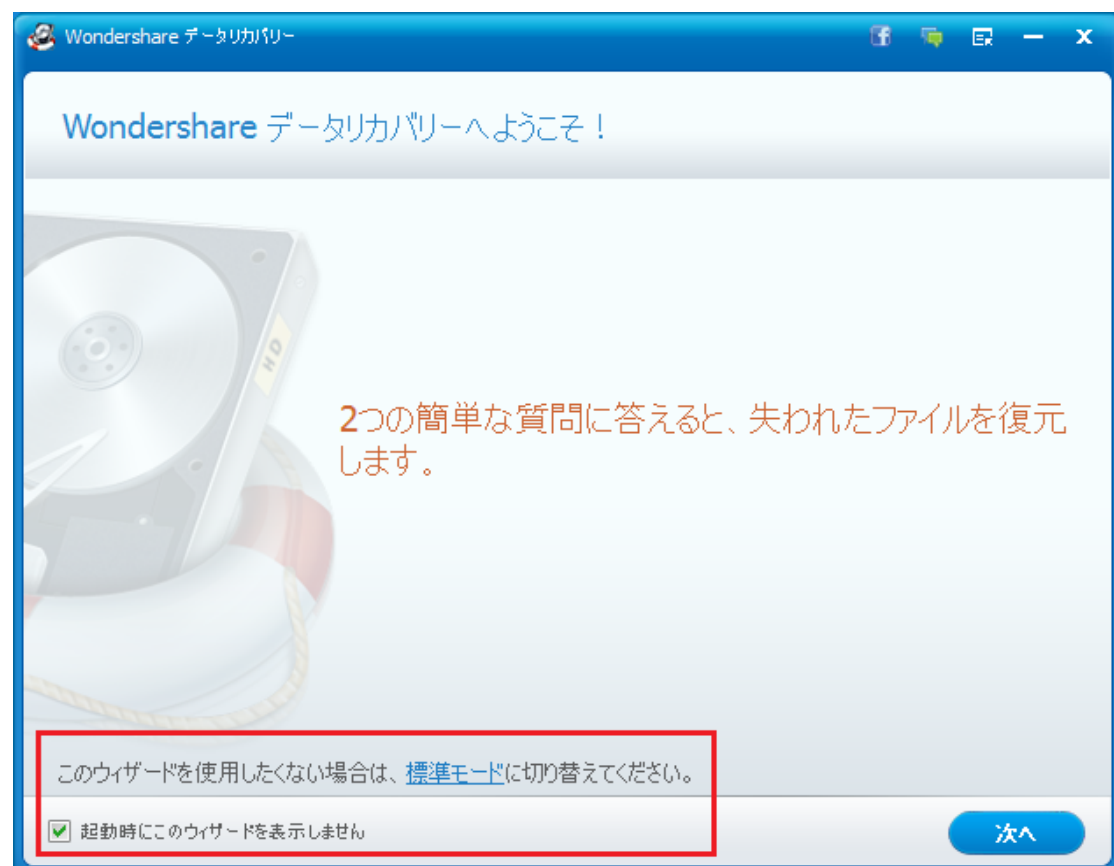 Wondershare データリカバリー
Wondershare データリカバリーへようこそ！
HD
2つの簡単な質問に答えると、失われたファイルを復元
します。
このウィザードを使用したくない場合は、標準モードに切り替えてください。
起動時にこのウィザードを表示しません
次へ